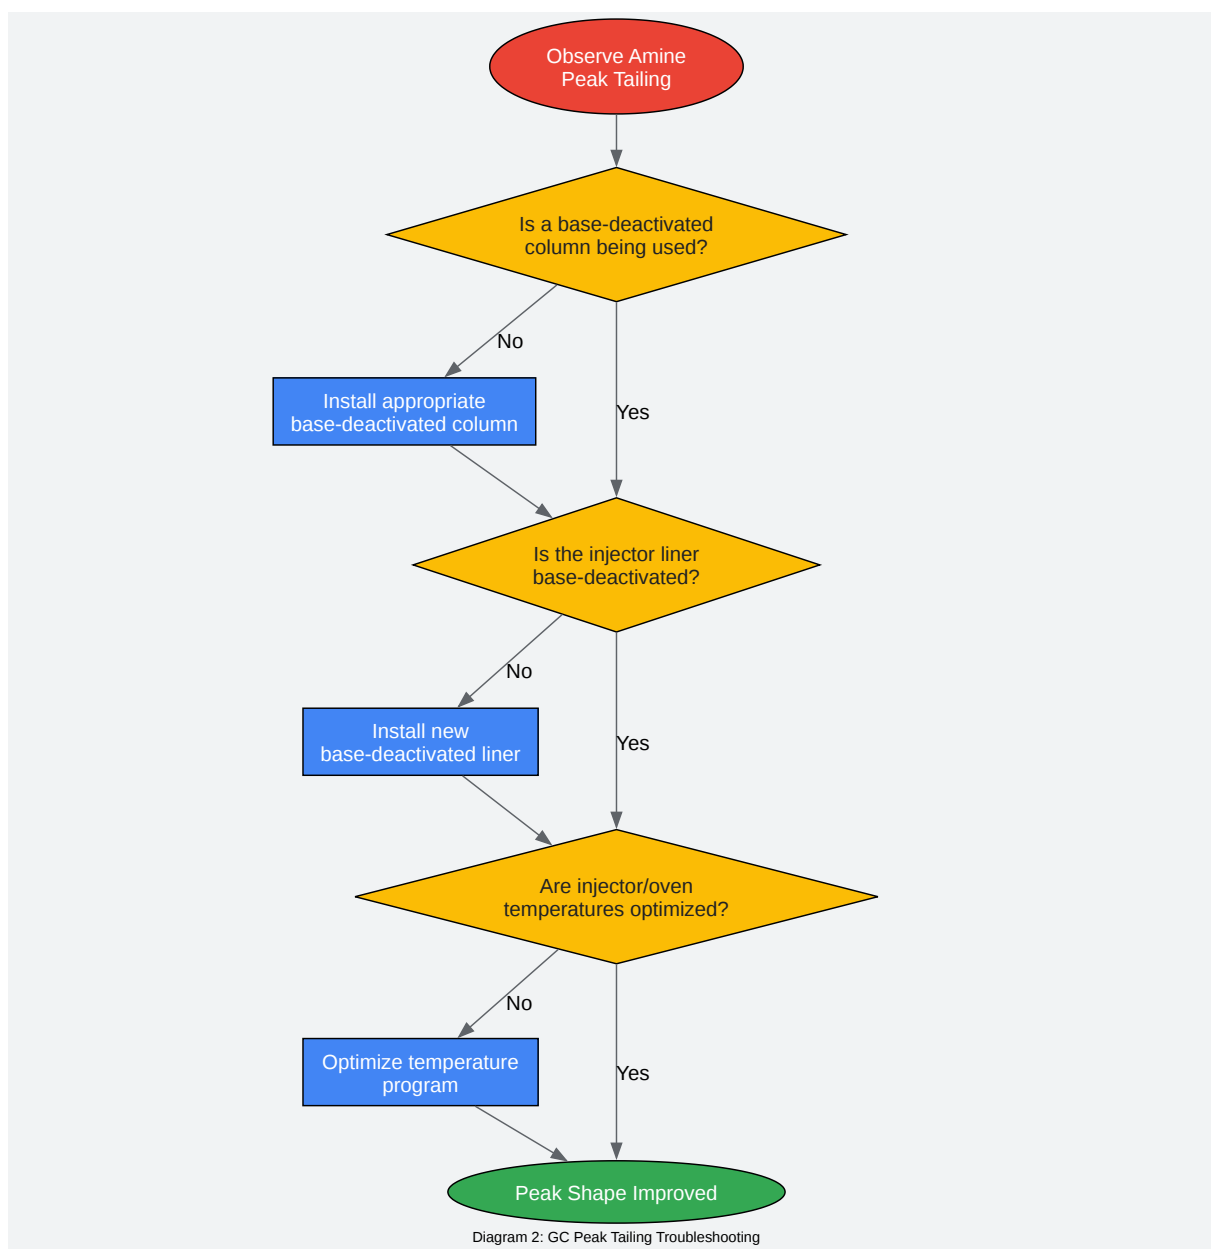 Observe Amine
Peak Tailing
Is a base-deactivated
column being used?
No
Install appropriate
base-deactivated column
Yes
Is the injector liner
base-deactivated?
No
Install new
base-deactivated liner
Yes
Are injector/oven
temperatures optimized?
No
Optimize temperature
program
Yes
Peak Shape Improved
Diagram 2: GC Peak Tailing Troubleshooting